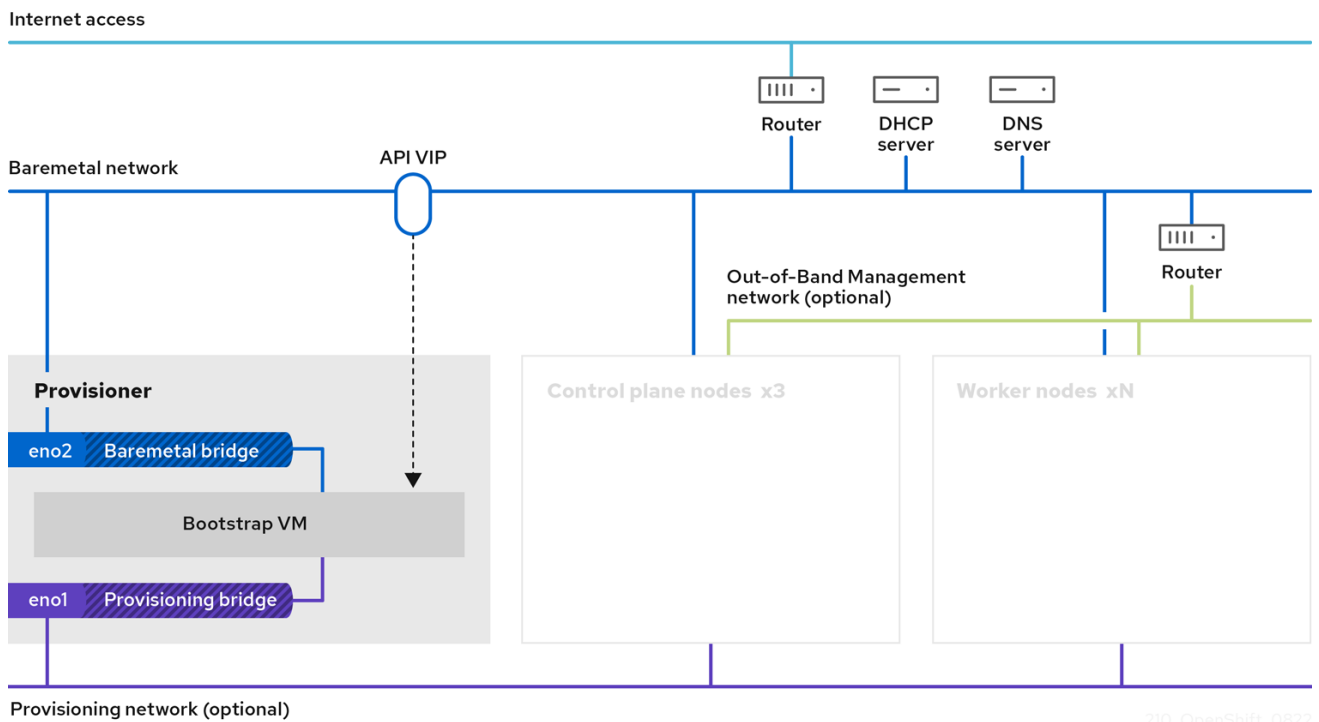 Internet access
Router
DHCP
server
DNS
server
Baremetal network
API VIP
Router
Out-of-Band Management
network (optional)
Provisioner
Control plane nodes x3
Worker nodes xN
eno2
Baremetal bridge
Bootstrap VM
eno1
Provisioning bridge
Provisioning network (optional)
210_OpenShift_0822